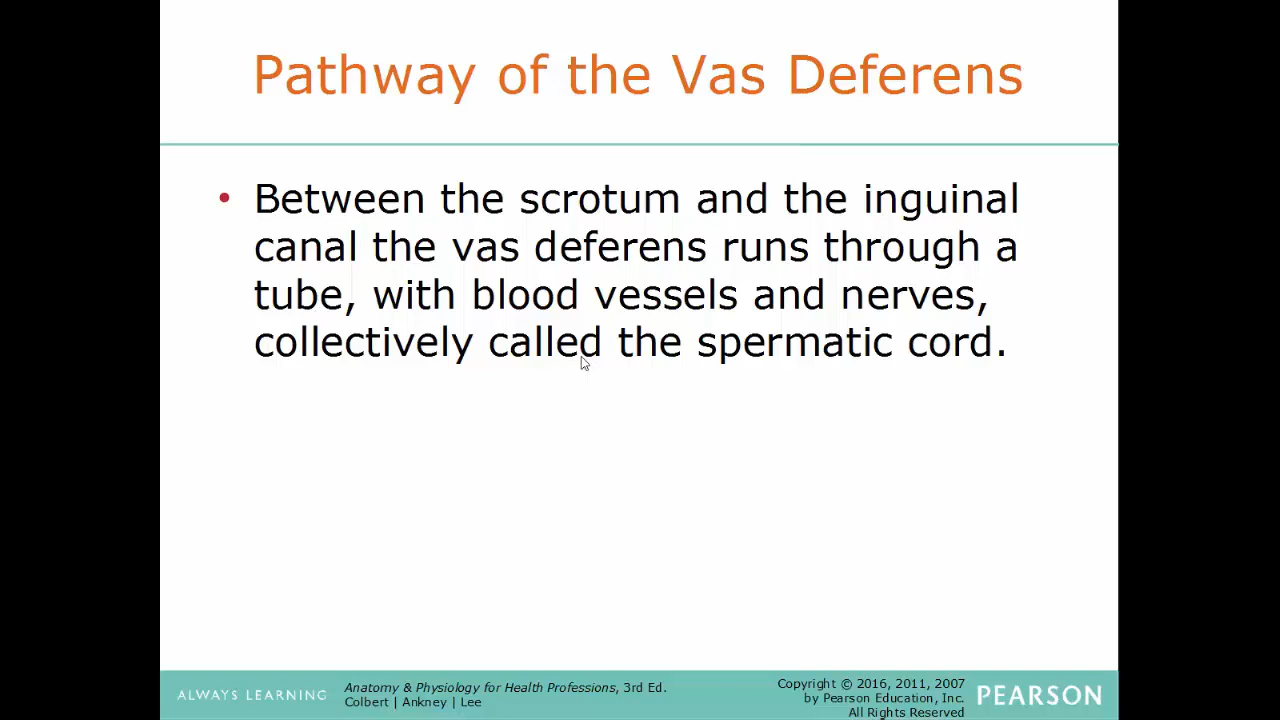 Pathway of the Vas Deferens
• Between the scrotum and the inguinal
canal the vas deferens runs through a
tube, with blood vessels and nerves,
collectively called the spermatic cord.
ALWAYS LEARNING
Anatomy & Physiology for Health Professions, 3rd Ed.
Colbert | Ankney | Lee
Copyright © 2016, 2011, 2007
by Pearson Education, Inc.
All Rights Reserved
PEARSON